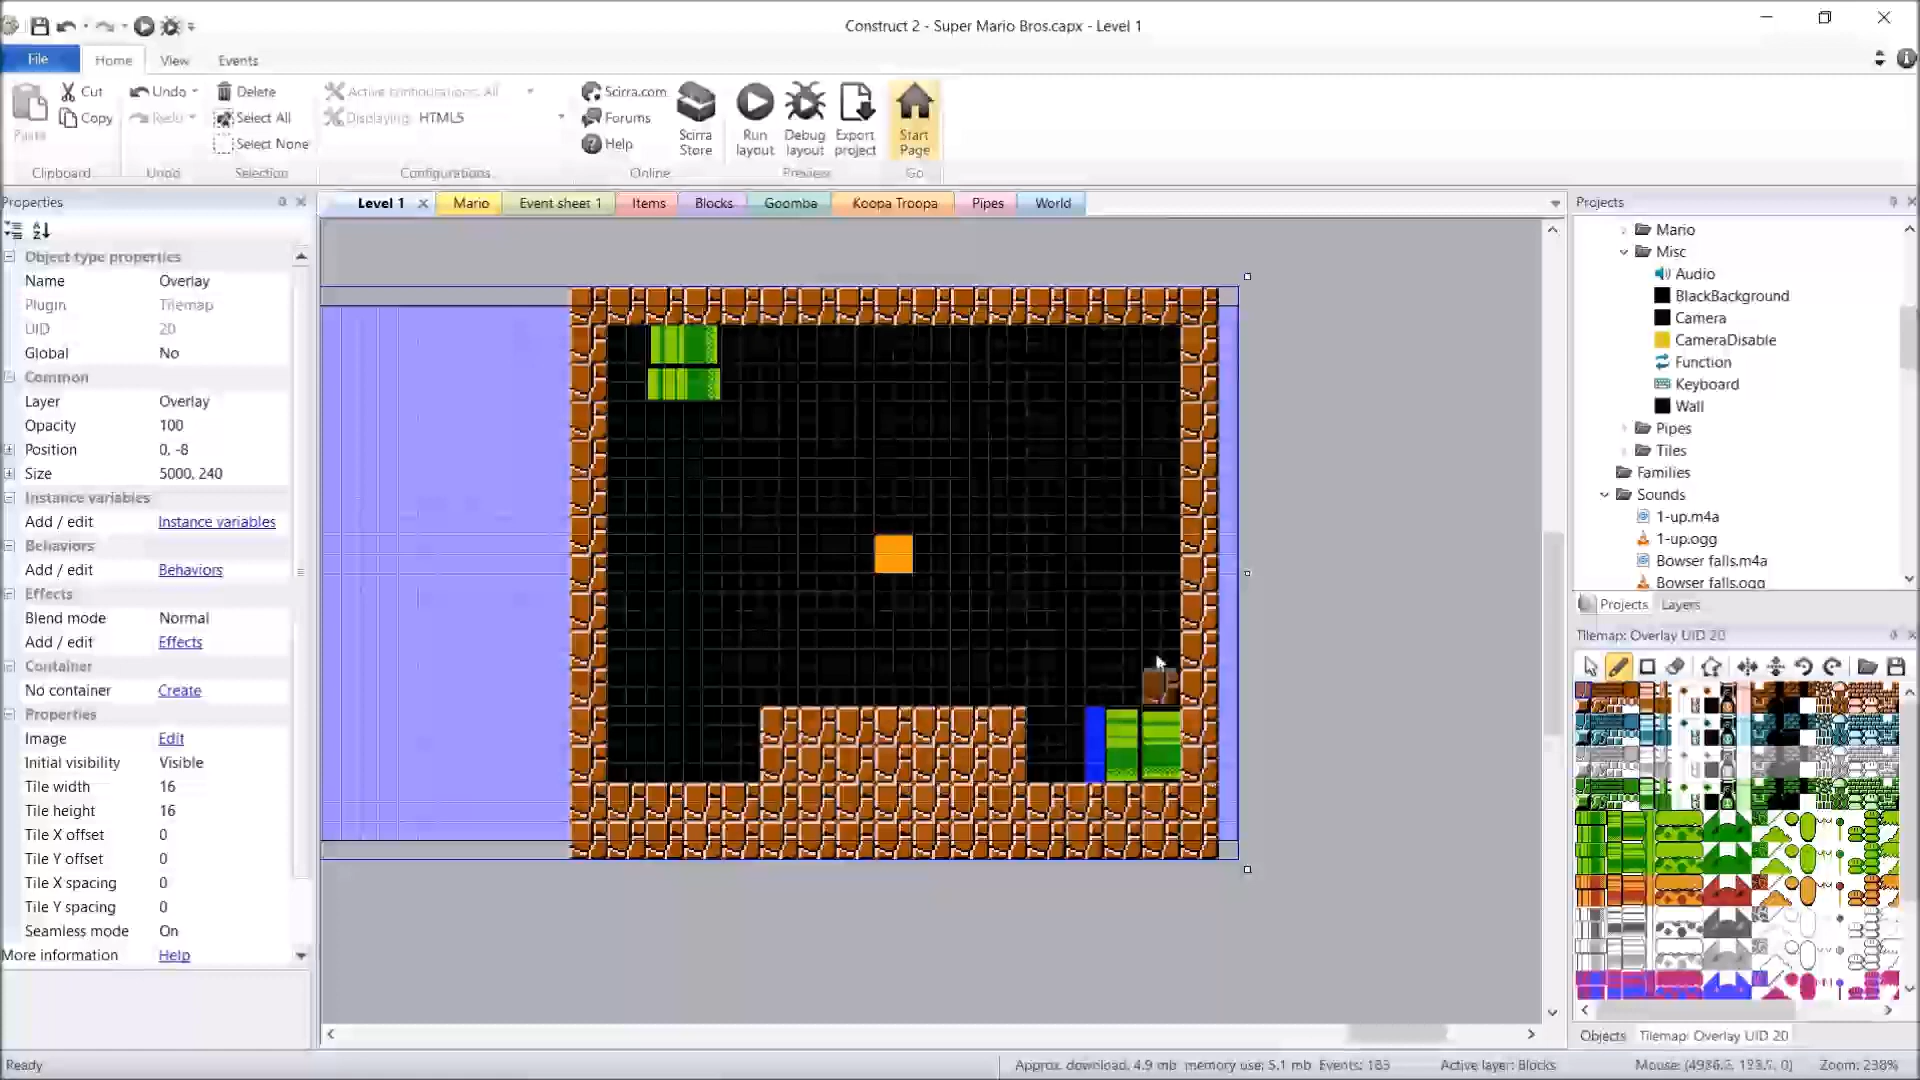 Construct 2 - Super Mario Bros.capx - Level 1
File
Home
View
Events
Paste
Cut
Copy
Clipboard
Undo
Redo
Undo
Delete
Select All
Select None
Selection
Active configurations: All
Displaying: HTML5
Configurations
Scirra.com
Forums
Help
Scirra Store
Online
Run layout
Debug layout
Export project
Preview
Start Page
Go
Properties
Level 1
Mario
Event sheet 1
Items
Blocks
Goomba
Koopa Troopa
Pipes
World
Projects
Object type properties
Name Overlay
Plugin Tilemap
UID 20
Global No
Common
Layer Overlay
Opacity 100
Position 0, -8
Size 5000, 240
Instance variables
Add / edit Instance variables
Behaviors
Add / edit Behaviors
Effects
Blend mode Normal
Add / edit Effects
Container
No container Create
Properties
Image Edit
Initial visibility Visible
Tile width 16
Tile height 16
Tile X offset 0
Tile Y offset 0
Tile X spacing 0
Tile Y spacing 0
Seamless mode On
More information Help
Mario
Misc
Audio
BlackBackground
Camera
CameraDisable
Function
Keyboard
Wall
Pipes
Tiles
Families
Sounds
1-up.m4a
1-up.ogg
Bowser falls.m4a
Bowser falls.ogg
Projects
Layers
Tilemap: Overlay UID 20
Objects
Tilemap: Overlay UID 20
Ready
Approx. download: 4.9 mb memory use: 5.1 mb Events: 183
Active layer: Blocks
Zoom: 238%